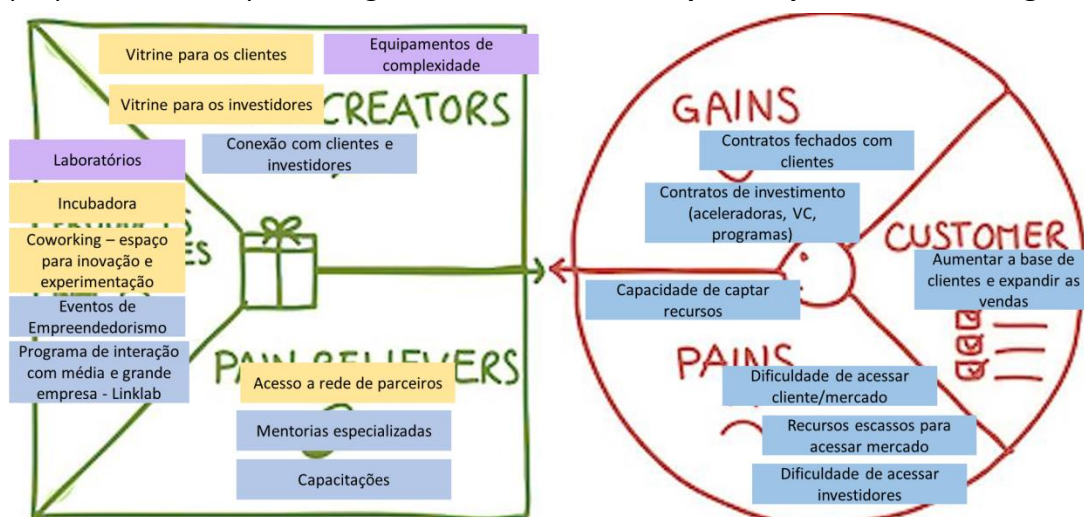 Vitrine para os clientes
Equipamentos de
complexidade
Vitrine para os investidores
CREATORS
Conexão com clientes e
investidores
Laboratórios
Incubadora
Coworking – espaço
para inovação e
experimentação
Eventos de
Empreendedorismo
Programa de interação
com média e grande
empresa - Linklab
PAIN RELIEVERS
Acesso a rede de parceiros
Mentorias especializadas
Capacitações
GAINS
Contratos fechados com
clientes
Contratos de investimento
(aceleradoras, VC,
programas)
CUSTOMER
Aumentar a base de
clientes e expandir as
vendas
Capacidade de captar
recursos
PAINS
Dificuldade de acessar
cliente/mercado
Recursos escassos para
acessar mercado
Dificuldade de acessar
investidores